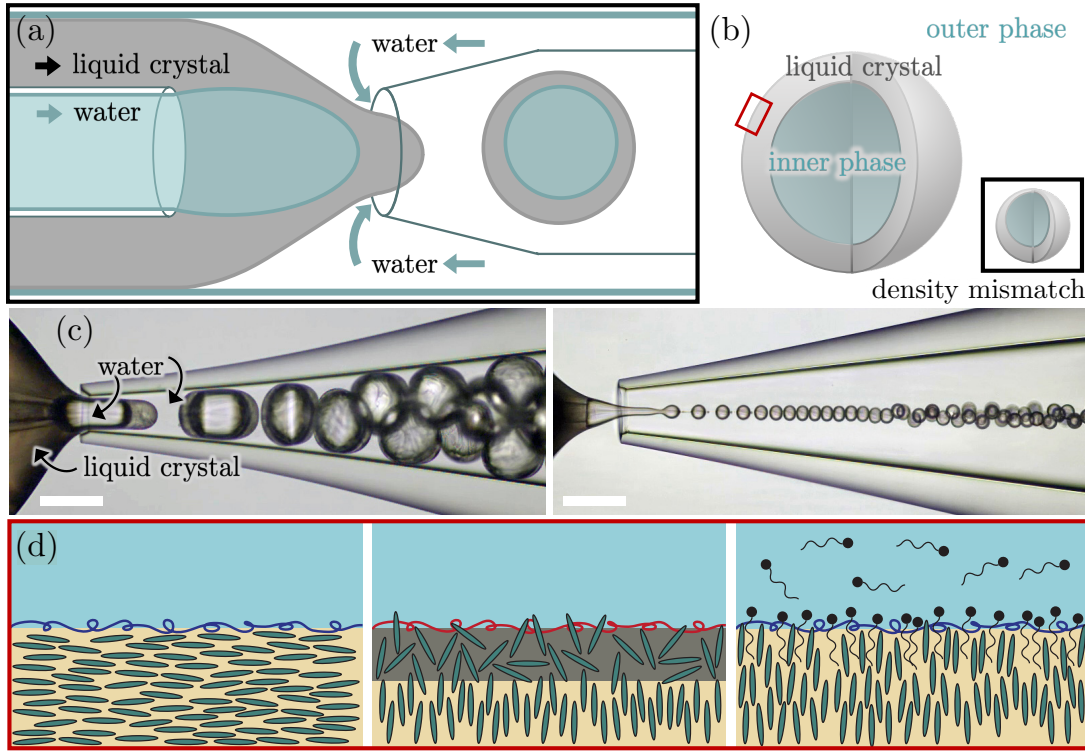 (a)
liquid crystal
water
water
water
(b)
outer phase
liquid crystal
inner phase
density mismatch
(c)
water
liquid crystal
(d)